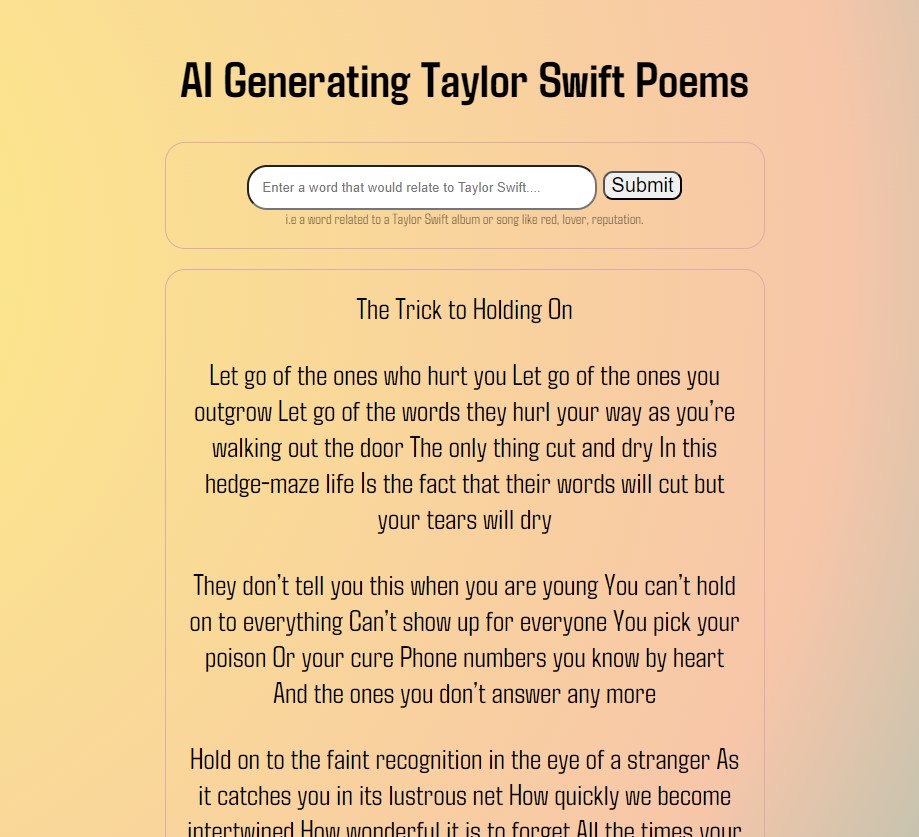 AI Generating Taylor Swift Poems
Enter a word that would relate to Taylor Swift....
Submit
i.e a word related to a Taylor Swift album or song like red, lover, reputation.
The Trick to Holding On
Let go of the ones who hurt you Let go of the ones you
outgrow Let go of the words they hurl your way as you’re
walking out the door The only thing cut and dry In this
hedge-maze life Is the fact that their words will cut but
your tears will dry
They don’t tell you this when you are young You can’t hold
on to everything Can’t show up for everyone You pick your
poison Or your cure Phone numbers you know by heart
And the ones you don’t answer any more
Hold on to the faint recognition in the eye of a stranger As
it catches you in its lustrous net How quickly we become
intertwined How wonderful it is to forget All the times your